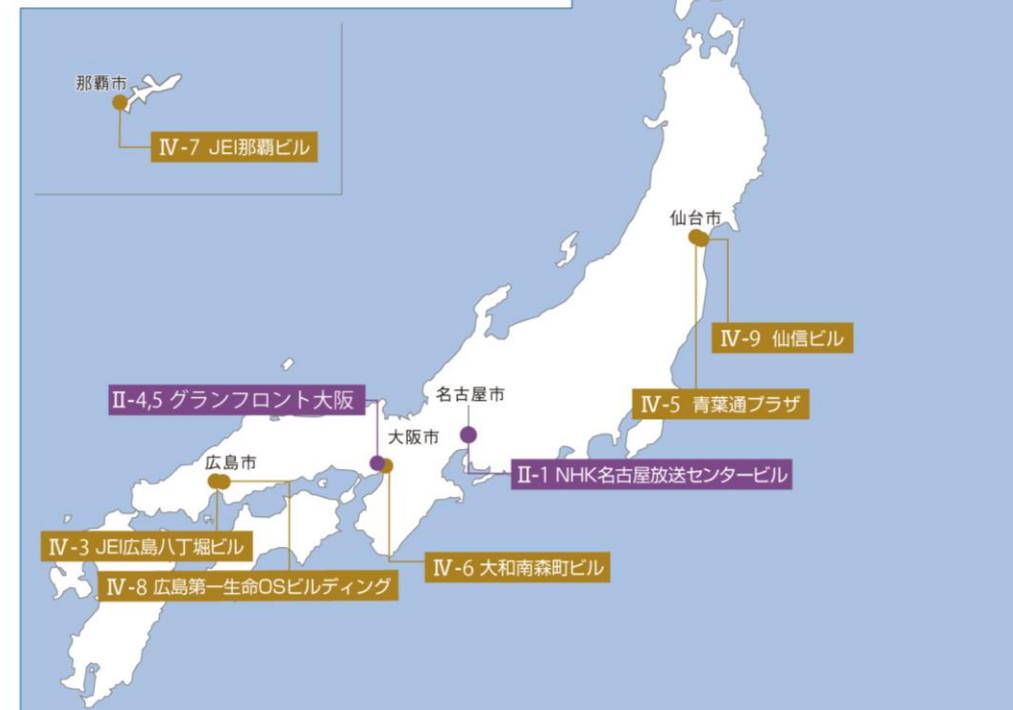 那覇市
Ⅳ-7 JEI那覇ビル
仙台市
Ⅳ-9 仙信ビル
Ⅳ-5 青葉通プラザ
Ⅱ-4,5 グランフロント大阪
名古屋市
大阪市
広島市
Ⅱ-1 NHK名古屋放送センタービル
Ⅳ-3 JEI広島八丁堀ビル
Ⅳ-6 大和南森町ビル
Ⅳ-8 広島第一生命OSビルディング